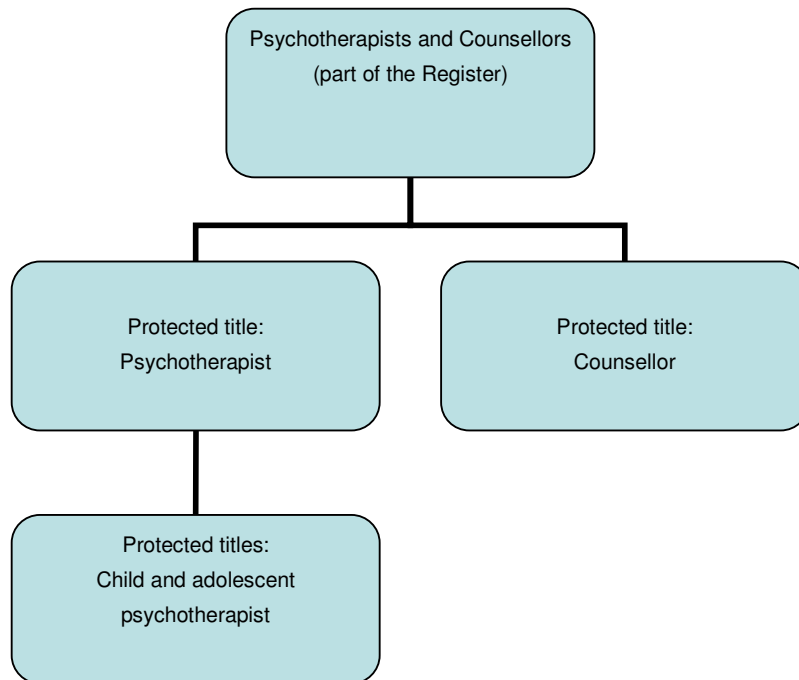 Psychotherapists and Counsellors
(part of the Register)
Protected title:
Psychotherapist
Protected title:
Counsellor
Protected titles:
Child and adolescent
psychotherapist